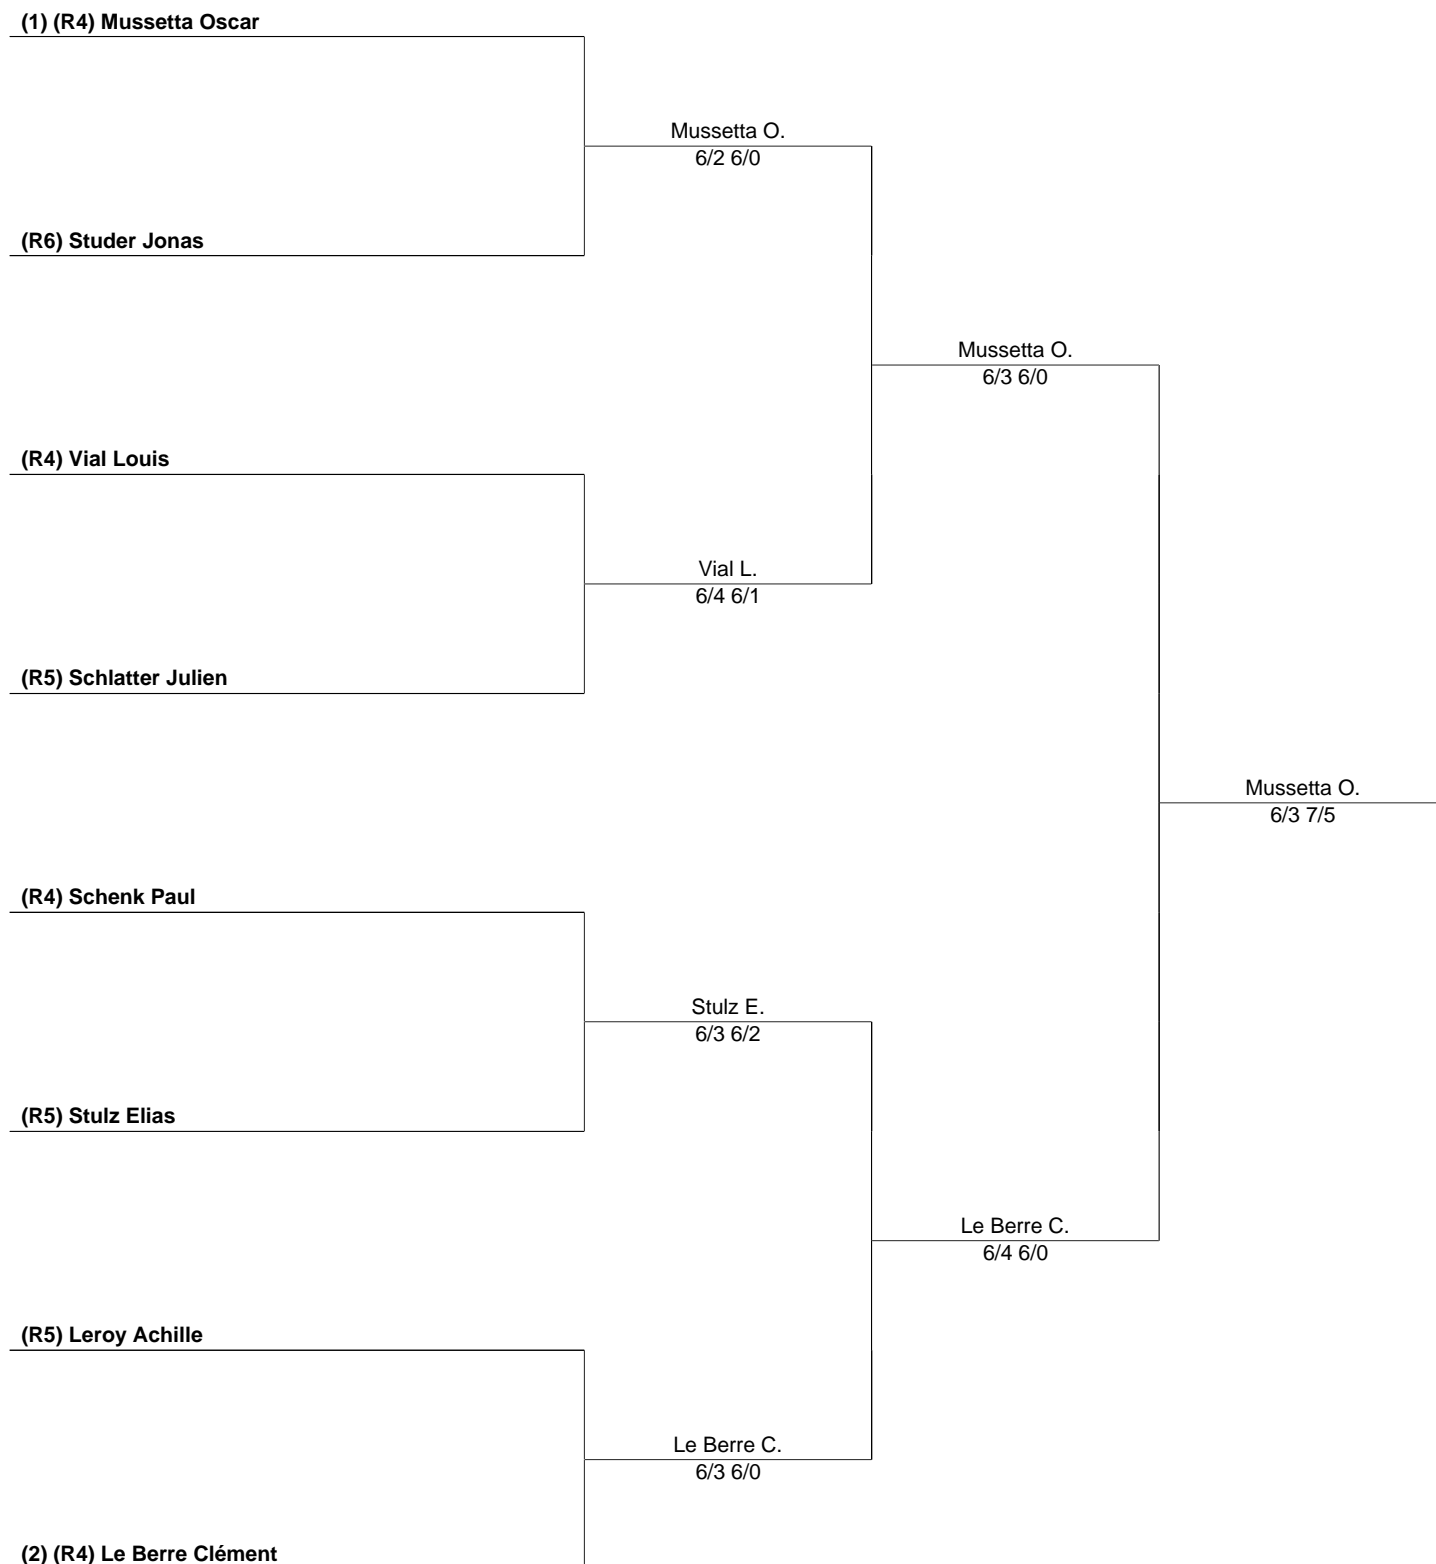 (1) (R4) Mussetta Oscar
Mussetta O.
6/2 6/0
(R6) Studer Jonas
Mussetta O.
6/3 6/0
(R4) Vial Louis
Vial L.
6/4 6/1
(R5) Schlatter Julien
Mussetta O.
6/3 7/5
(R4) Schenk Paul
Stulz E.
6/3 6/2
(R5) Stulz Elias
Le Berre C.
6/4 6/0
(R5) Leroy Achille
Le Berre C.
6/3 6/0
(2) (R4) Le Berre Clément